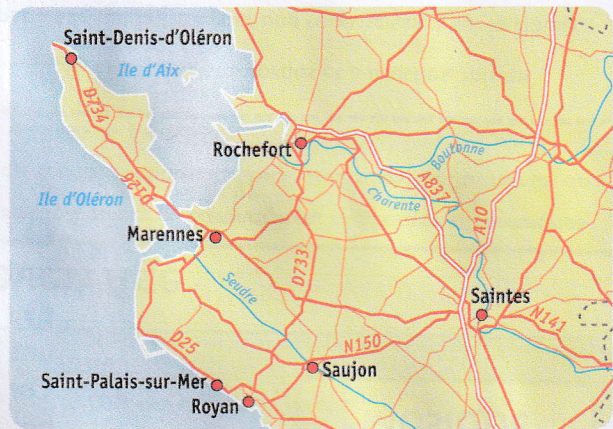 Saint-Denis-d'Oléron
Ile d'Aix
D734
Rochefort
Boutonne
Charente
A837
Ile d'Oléron
D126
A10
Marennes
Seudre
D733
Saintes
N141
D25
N150
Saujon
Saint-Palais-sur-Mer
Royan